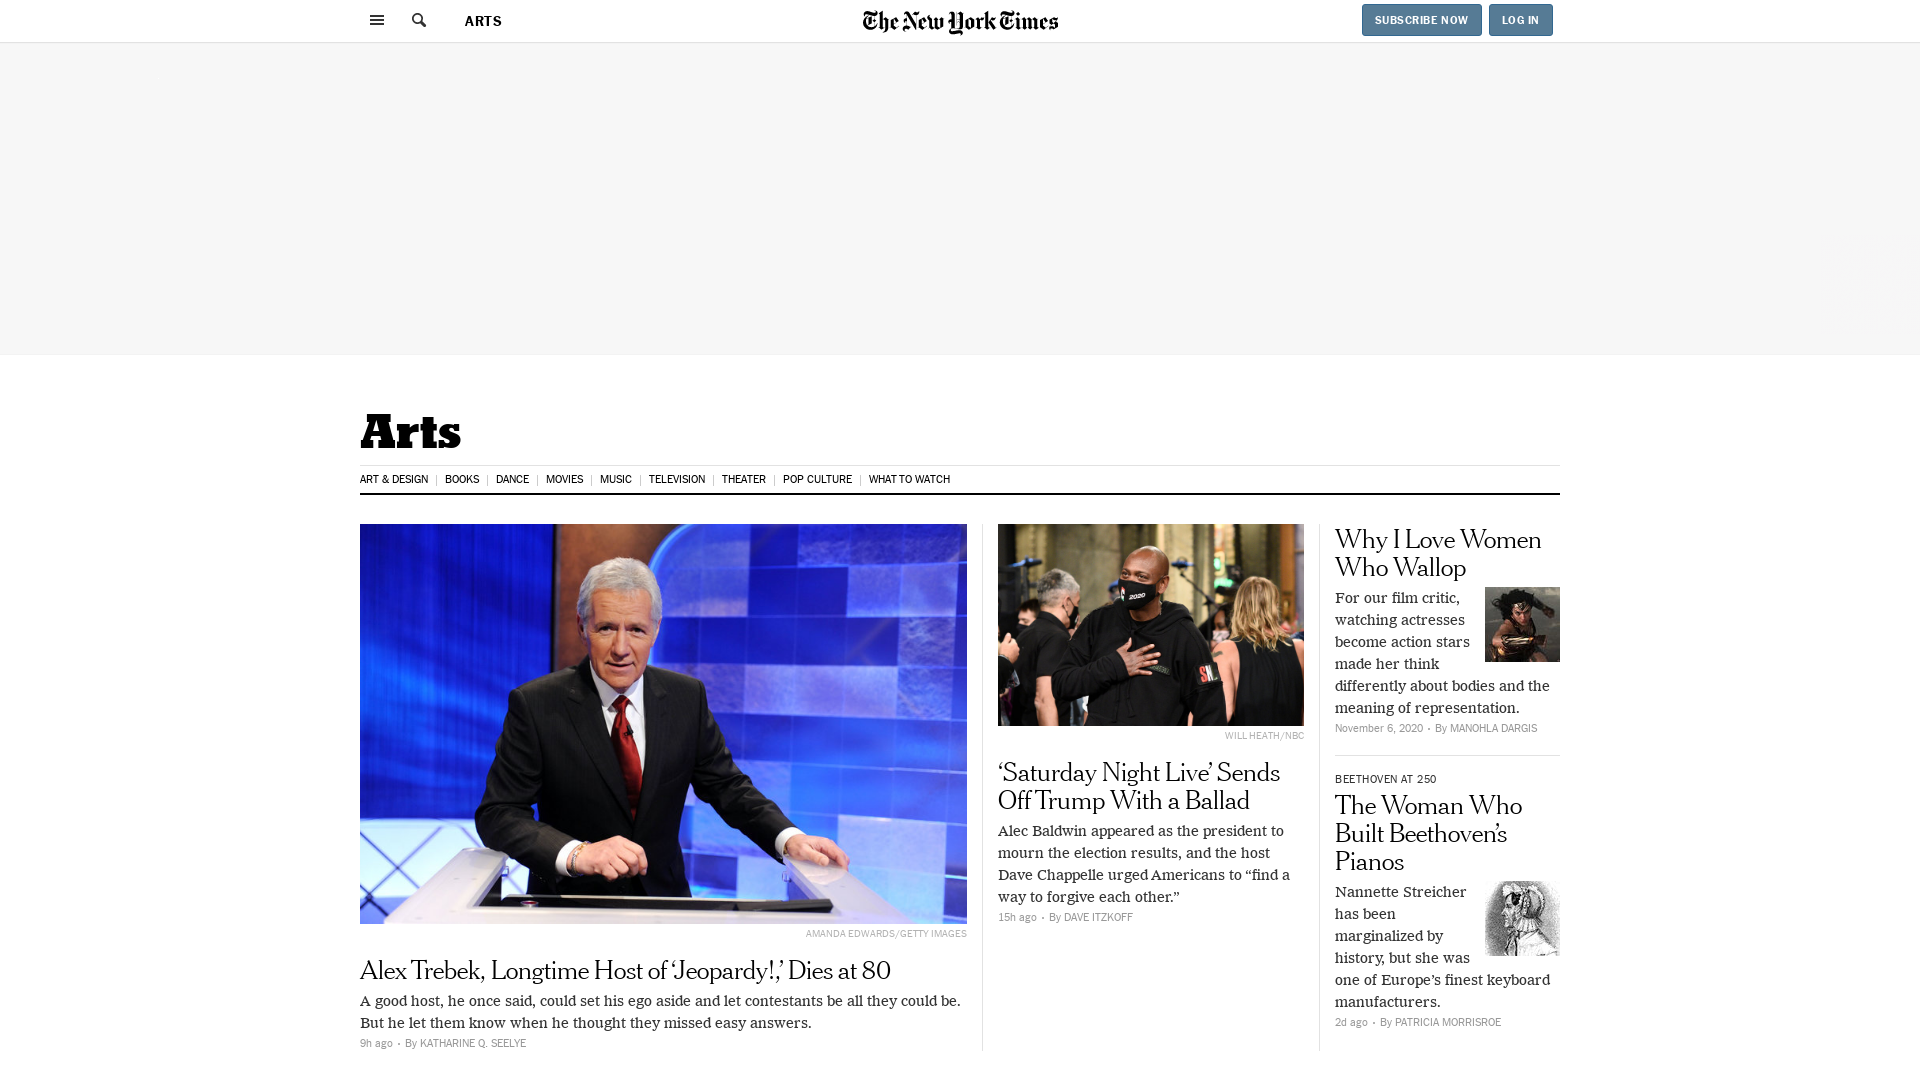 ARTS
The New York Times
SUBSCRIBE NOW
LOG IN
Arts
ART & DESIGN
BOOKS
DANCE
MOVIES
MUSIC
TELEVISION
THEATER
POP CULTURE
WHAT TO WATCH
AMANDA EDWARDS/GETTY IMAGES
Alex Trebek, Longtime Host of ‘Jeopardy!,’ Dies at 80
A good host, he once said, could set his ego aside and let contestants be all they could be.
But he let them know when he thought they missed easy answers.
9h ago • By KATHARINE Q. SEELYE
2020
WILL HEATH/NBC
‘Saturday Night Live’ Sends
Off Trump With a Ballad
Alec Baldwin appeared as the president to
mourn the election results, and the host
Dave Chappelle urged Americans to “find a
way to forgive each other.”
15h ago • By DAVE ITZKOFF
Why I Love Women
Who Wallop
For our film critic,
watching actresses
become action stars
made her think
differently about bodies and the
meaning of representation.
November 6, 2020 • By MANOHLA DARGIS
BEETHOVEN AT 250
The Woman Who
Built Beethoven’s
Pianos
Nannette Streicher
has been
marginalized by
history, but she was
one of Europe’s finest keyboard
manufacturers.
2d ago • By PATRICIA MORRISROE